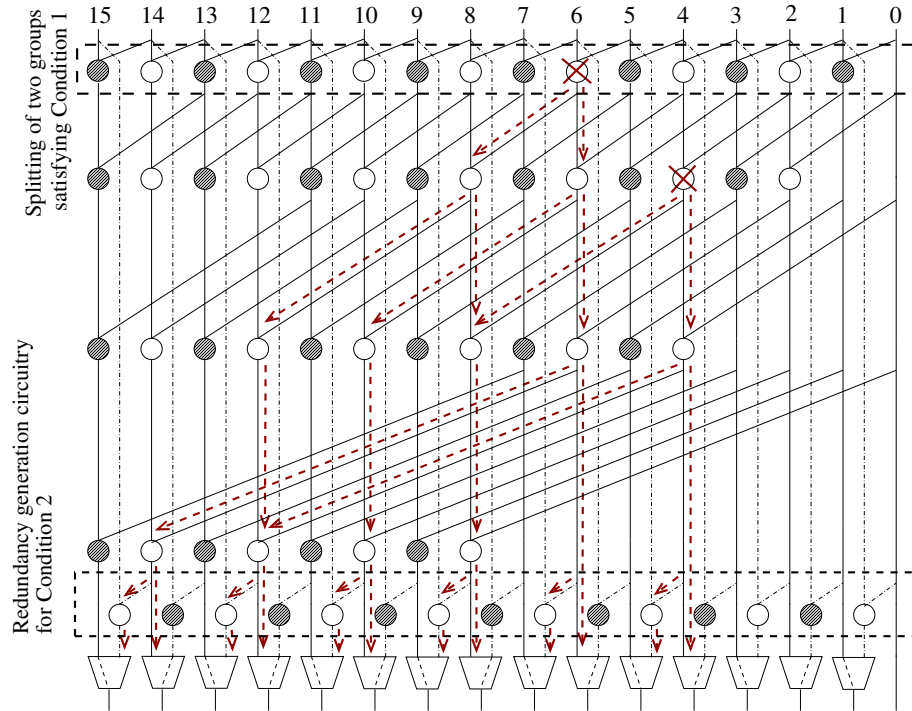 15 14 13 12 11 10 9 8 7 6 5 4 3 2 1 0
Splitting of two groups
satisfying Condition 1
Redundancy generation circuitry
for Condition 2